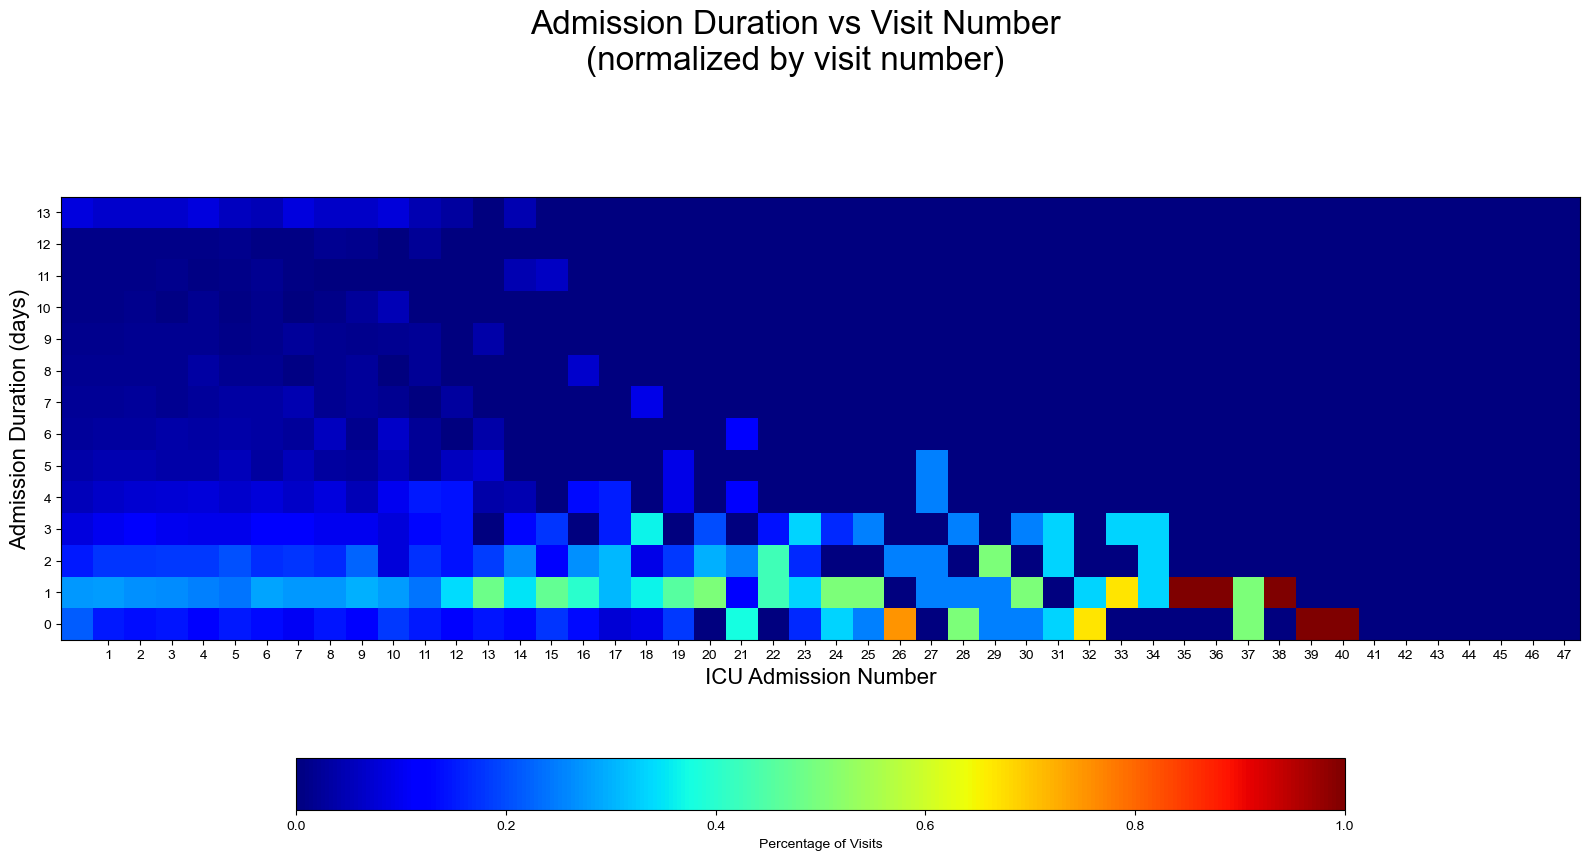 Admission Duration vs Visit Number
(normalized by visit number)
Admission Duration (days)
13
12
11
10
9
8
7
6
5
4
3
2
1
0
1 2 3 4 5 6 7 8 9 10 11 12 13 14 15 16 17 18 19 20 21 22 23 24 25 26 27 28 29 30 31 32 33 34 35 36 37 38 39 40 41 42 43 44 45 46 47
ICU Admission Number
0.0 0.2 0.4 0.6 0.8 1.0
Percentage of Visits